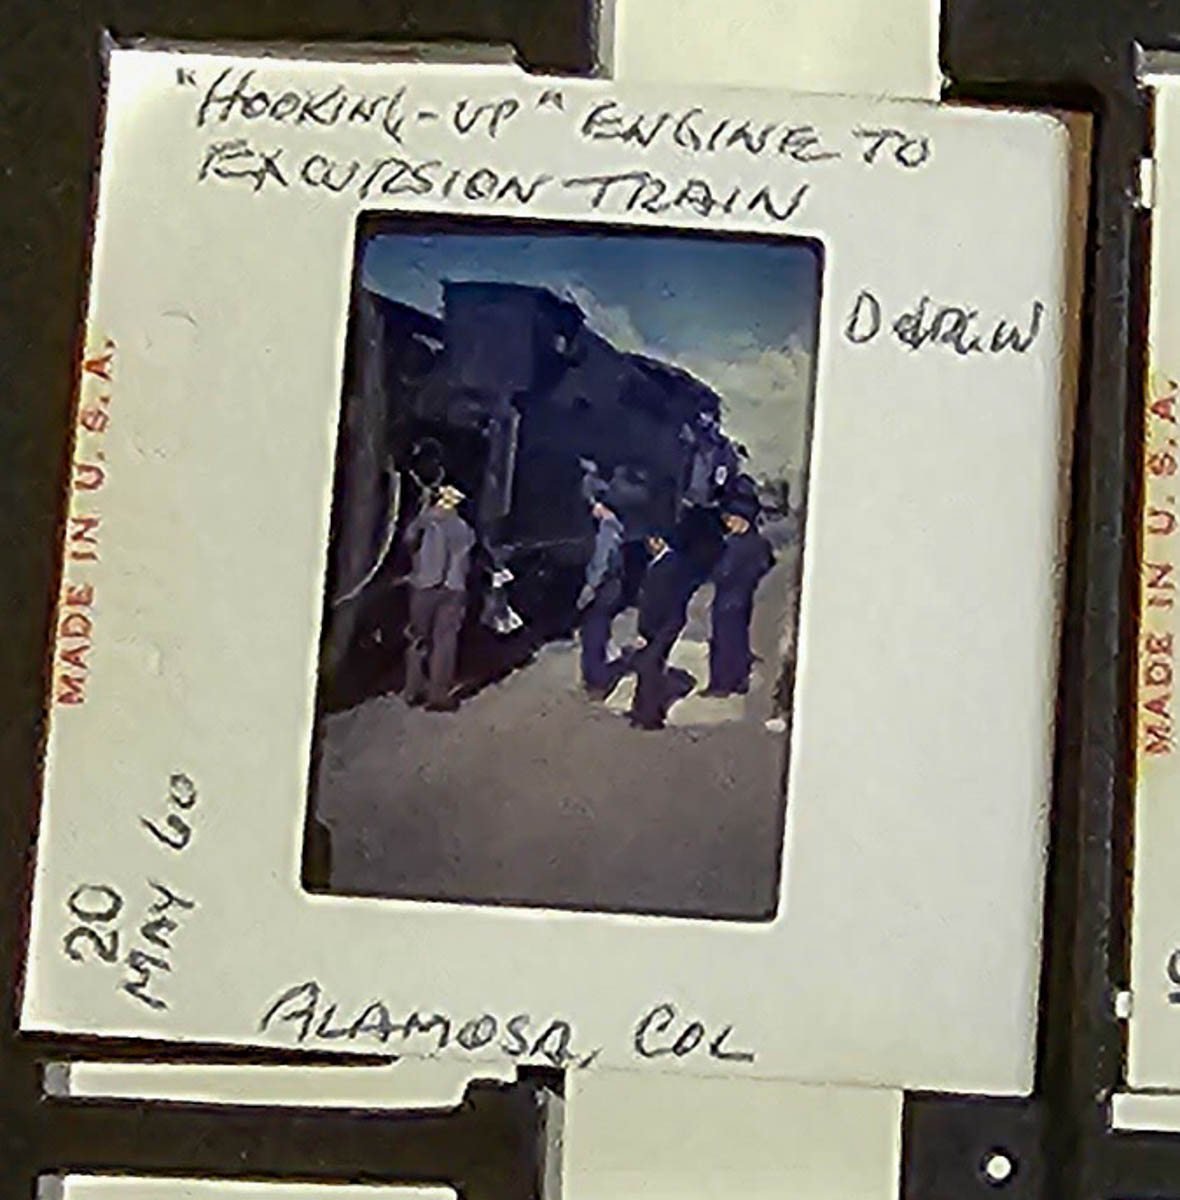 "HOOKING-UP" ENGINE TO
EXCURSION TRAIN
D&RGW
MADE IN U.S.A.
20
MAY 60
ALAMOSA, COL
MADE IN U.S.A.